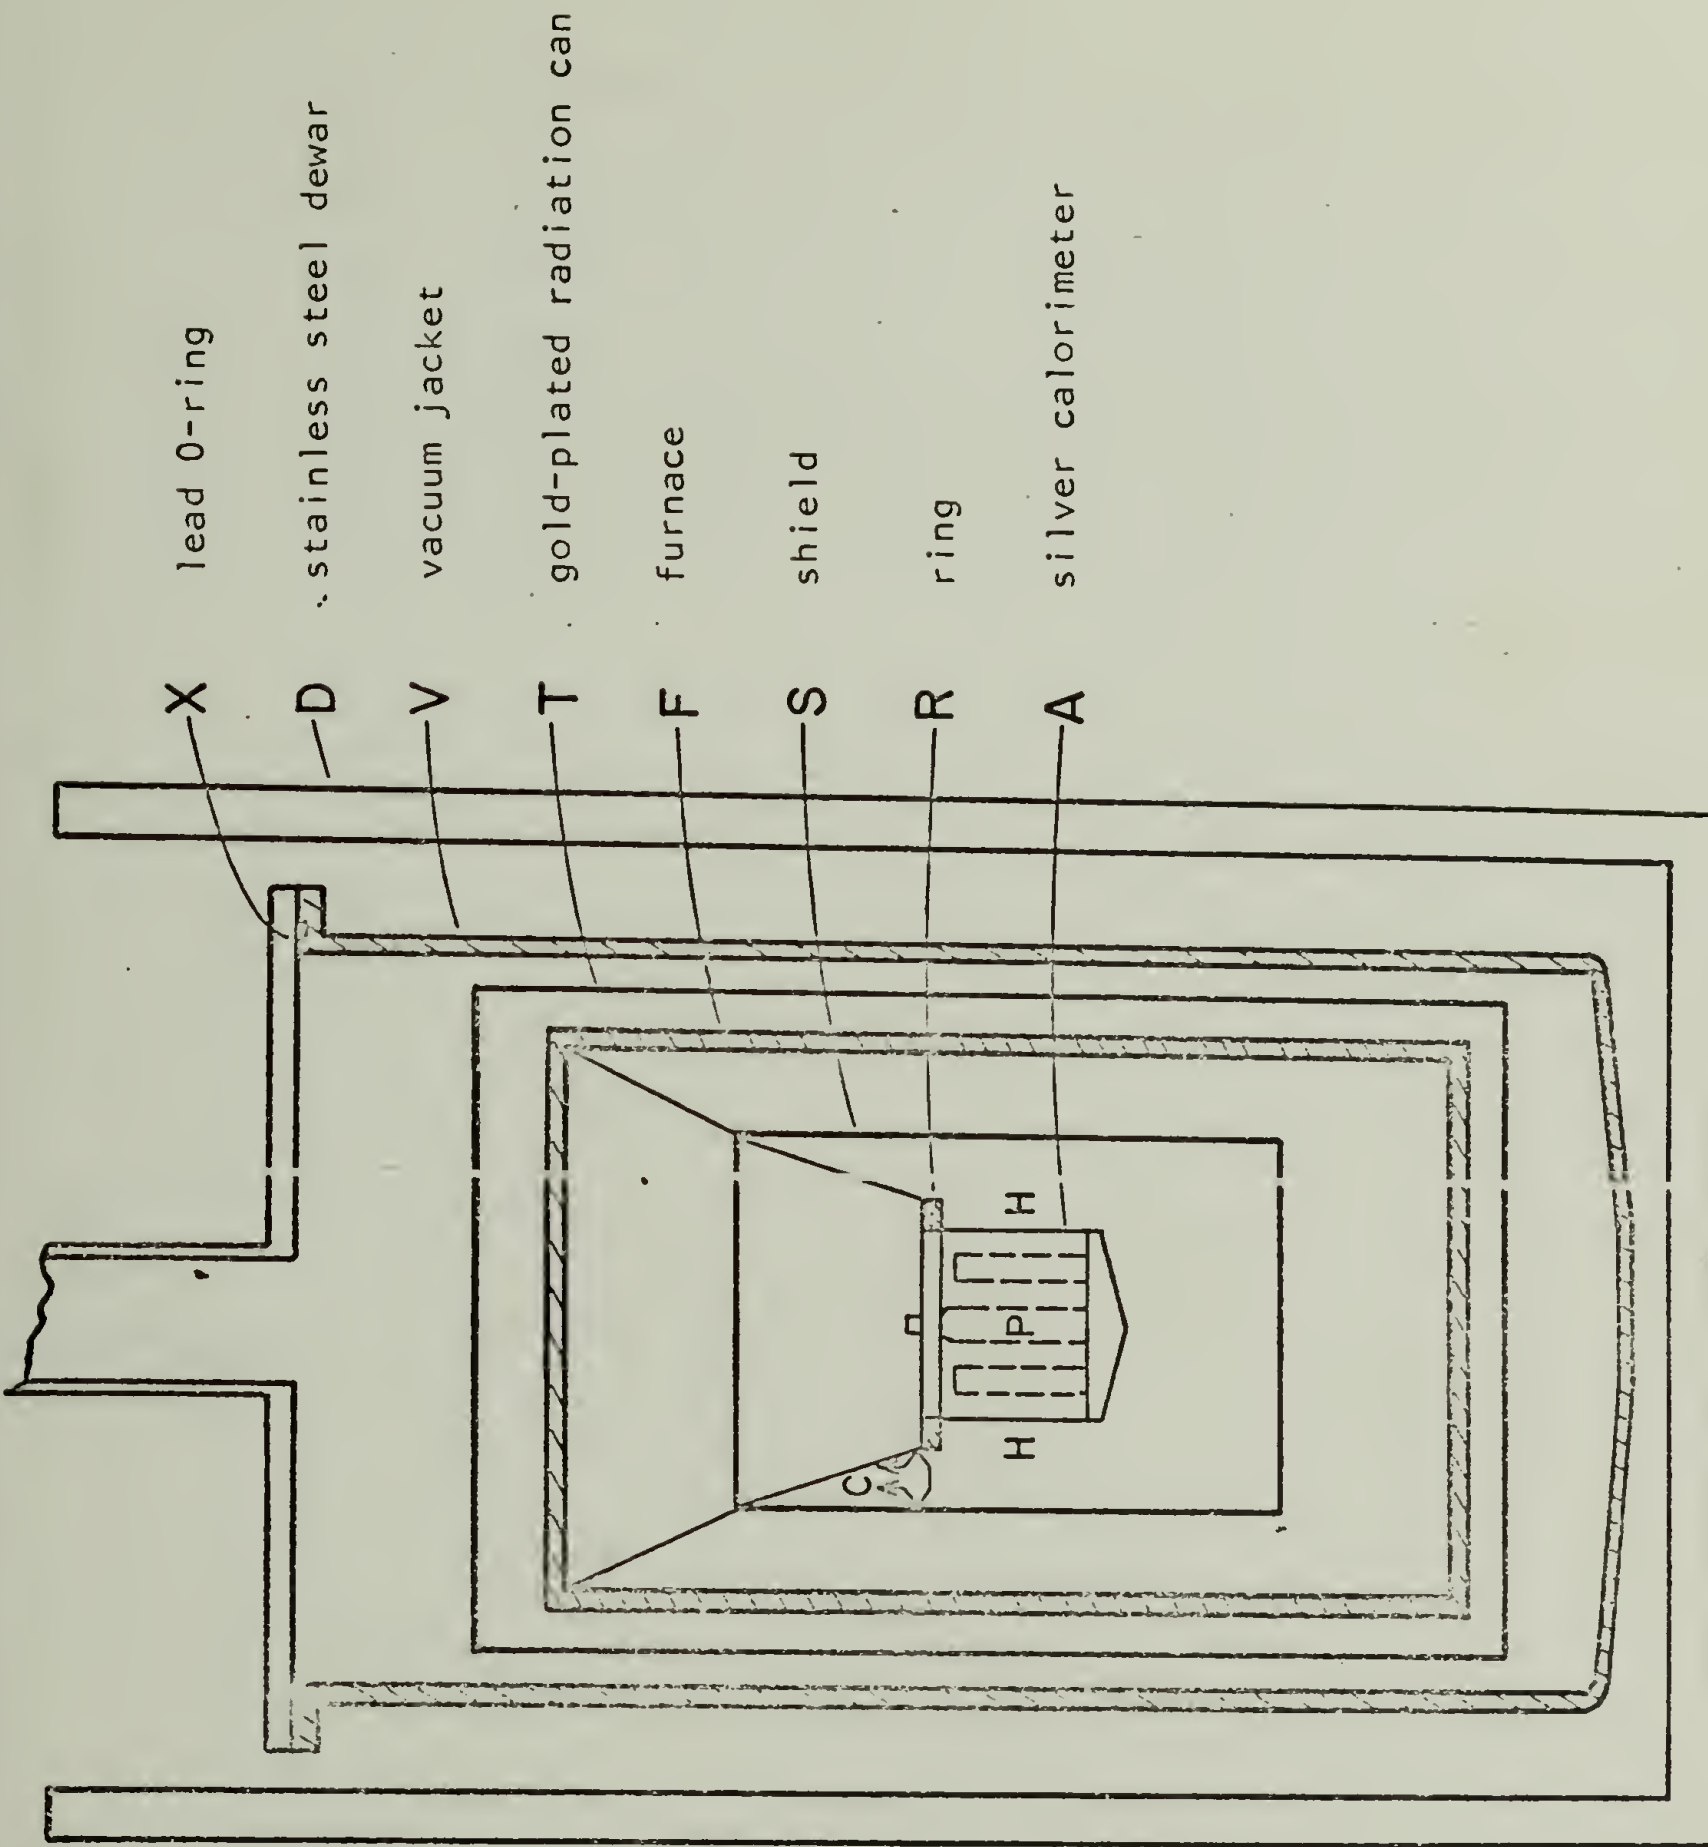 X lead O-ring
D stainless steel dewar
V vacuum jacket
T gold-plated radiation can
F furnace
S shield
R ring
A silver calorimeter
C
H P H